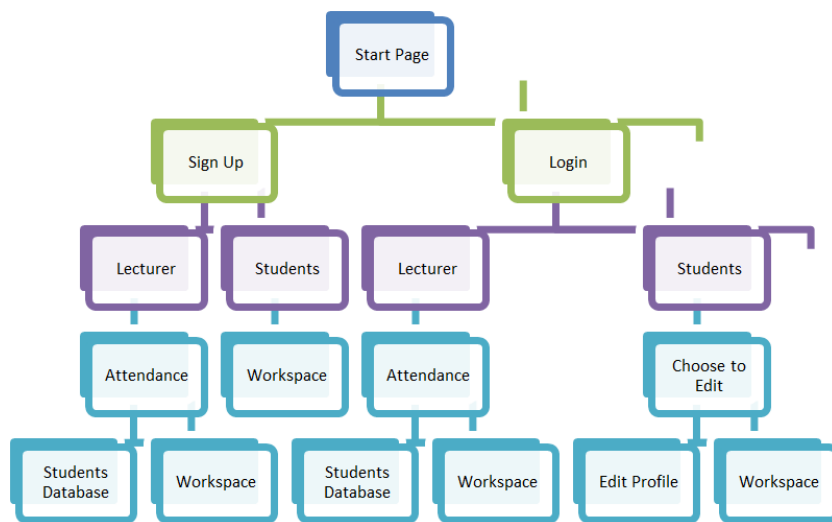 Start Page
Sign Up
Login
Lecturer
Students
Lecturer
Students
Attendance
Workspace
Attendance
Choose to
Edit
Students
Database
Workspace
Students
Database
Workspace
Edit Profile
Workspace